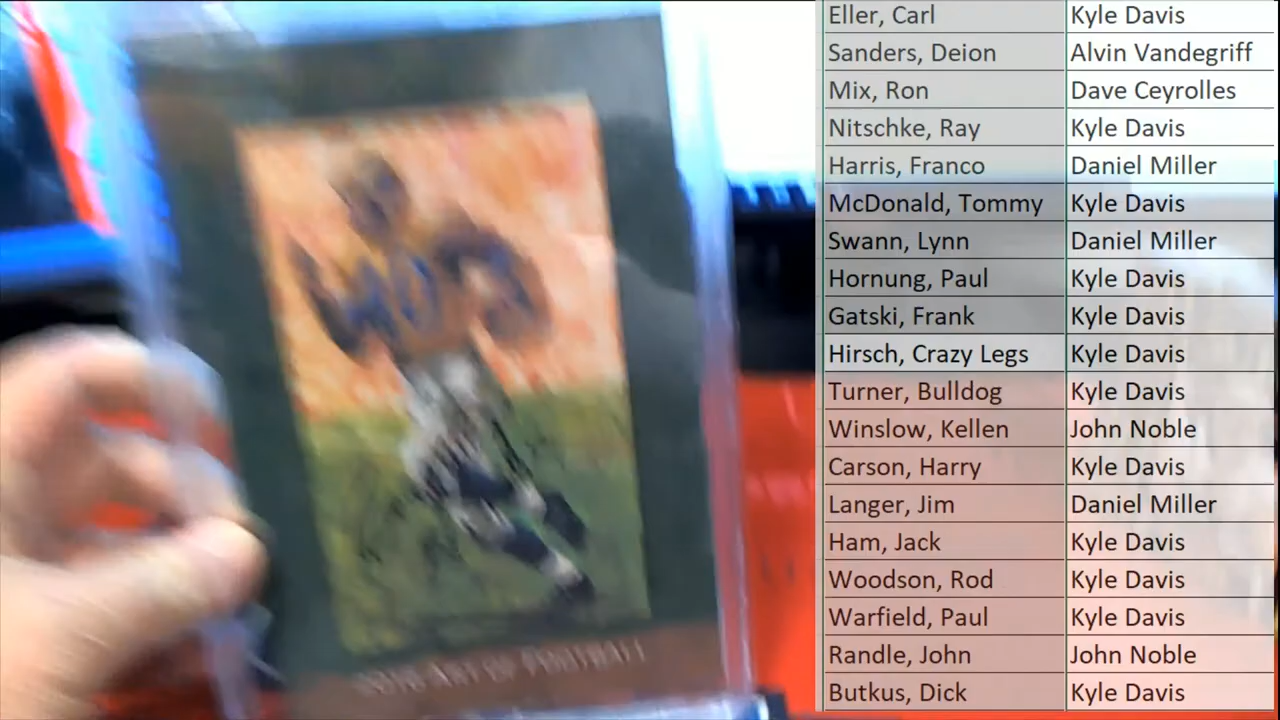 Eller, Carl Kyle Davis
Sanders, Deion Alvin Vandegriff
Mix, Ron Dave Ceyrolles
Nitschke, Ray Kyle Davis
Harris, Franco Daniel Miller
McDonald, Tommy Kyle Davis
Swann, Lynn Daniel Miller
Hornung, Paul Kyle Davis
Gatski, Frank Kyle Davis
Hirsch, Crazy Legs Kyle Davis
Turner, Bulldog Kyle Davis
Winslow, Kellen John Noble
Carson, Harry Kyle Davis
Langer, Jim Daniel Miller
Ham, Jack Kyle Davis
Woodson, Rod Kyle Davis
Warfield, Paul Kyle Davis
Randle, John John Noble
Butkus, Dick Kyle Davis
ART OF FOOTBALL